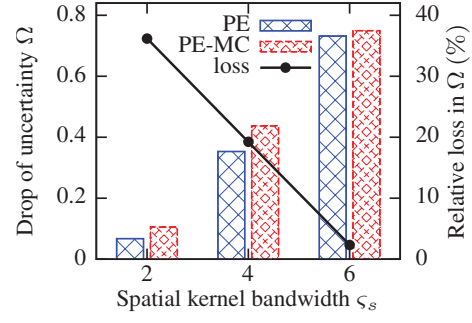 Drop of uncertainty Ω
0.8
0.6
0.4
0.2
0
PE
PE-MC
loss
40
30
20
10
0
Relative loss in Ω (%)
2
4
6
Spatial kernel bandwidth ςs